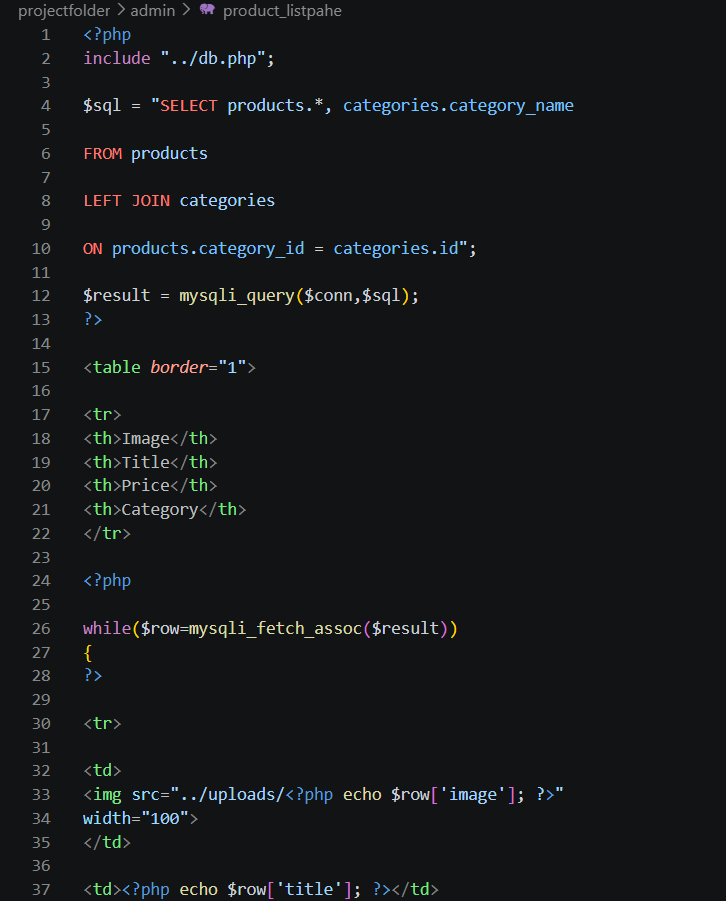 projectfolder > admin > product_listpahe
1 <?php
2 include "../db.php";
3
4 $sql = "SELECT products.*, categories.category_name
5
6 FROM products
7
8 LEFT JOIN categories
9
10 ON products.category_id = categories.id";
11
12 $result = mysqli_query($conn,$sql);
13 ?>
14
15 <table border="1">
16
17 <tr>
18 <th>Image</th>
19 <th>Title</th>
20 <th>Price</th>
21 <th>Category</th>
22 </tr>
23
24 <?php
25
26 while($row=mysqli_fetch_assoc($result))
27 {
28 ?>
29
30 <tr>
31
32 <td>
33 <img src="../uploads/<?php echo $row['image']; ?>"
34 width="100">
35 </td>
36
37 <td><?php echo $row['title']; ?></td>